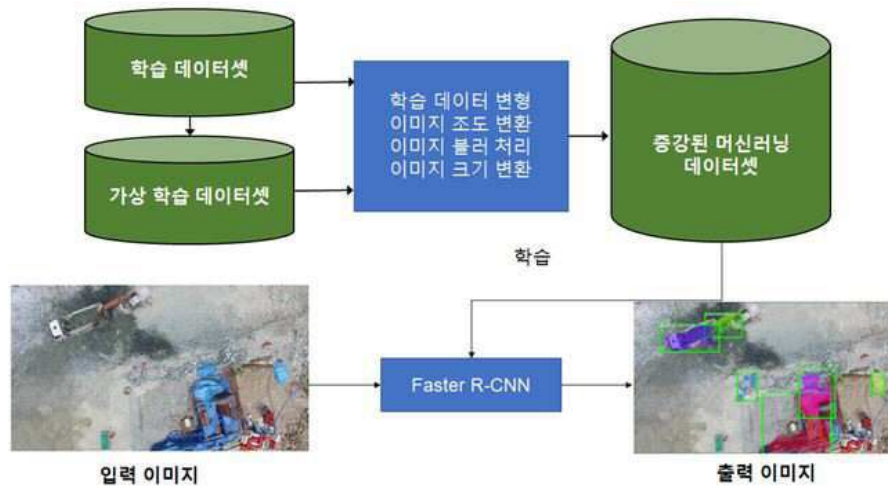 학습 데이터셋
가상 학습 데이터셋
학습 데이터 변형
이미지 조도 변환
이미지 블러 처리
이미지 크기 변환
증강된 머신러닝
데이터셋
학습
Faster R-CNN
입력 이미지
출력 이미지